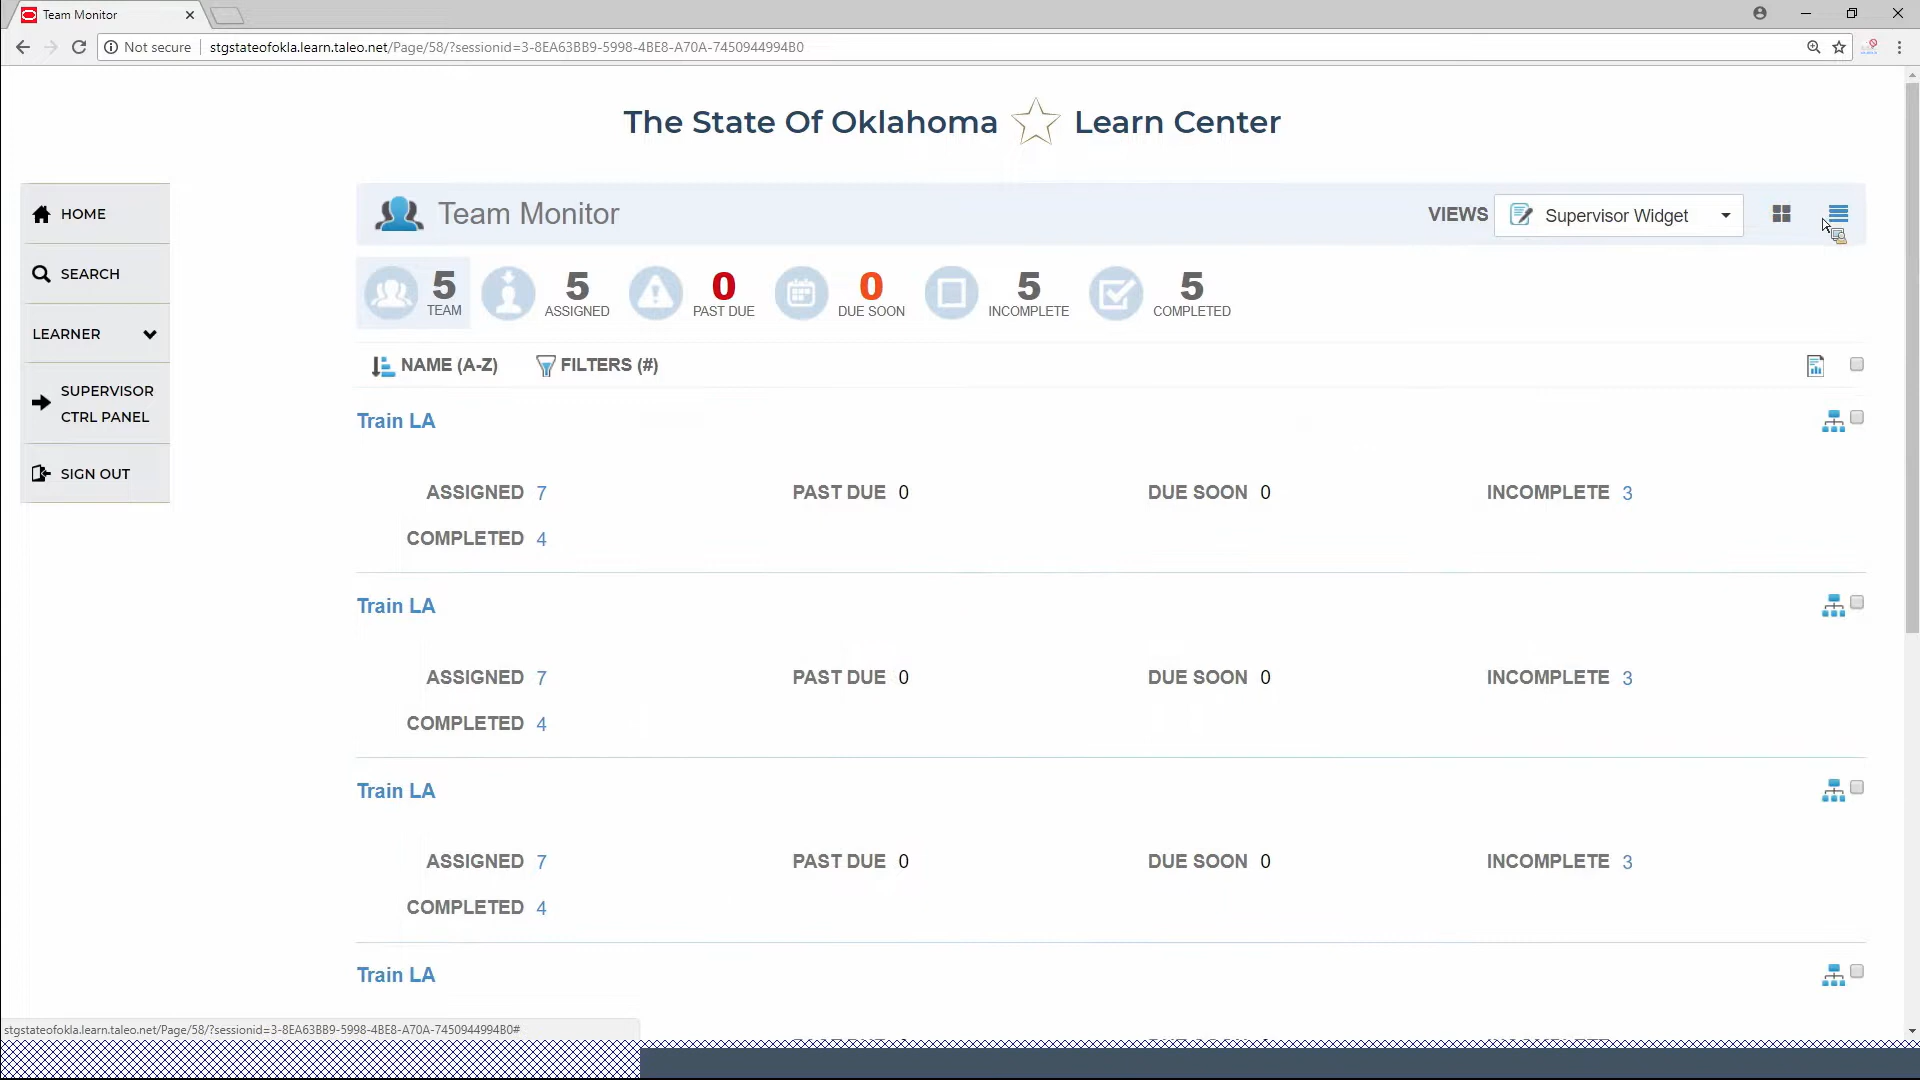 Team Monitor
Not secure stgstateofokla.learn.taleo.net/Page/58/?sessionid=3-8EA63BB9-5998-4BE8-A70A-7450944994B0
The State Of Oklahoma Learn Center
HOME
SEARCH
LEARNER
SUPERVISOR
CTRL PANEL
SIGN OUT
Team Monitor VIEWS Supervisor Widget
5 TEAM 5 ASSIGNED 0 PAST DUE 0 DUE SOON 5 INCOMPLETE 5 COMPLETED
NAME (A-Z) FILTERS (#)
Train LA
ASSIGNED 7 PAST DUE 0 DUE SOON 0 INCOMPLETE 3
COMPLETED 4
Train LA
ASSIGNED 7 PAST DUE 0 DUE SOON 0 INCOMPLETE 3
COMPLETED 4
Train LA
ASSIGNED 7 PAST DUE 0 DUE SOON 0 INCOMPLETE 3
COMPLETED 4
Train LA
stgstateofokla.learn.taleo.net/Page/58/?sessionid=3-8EA63BB9-5998-4BE8-A70A-7450944994B0#